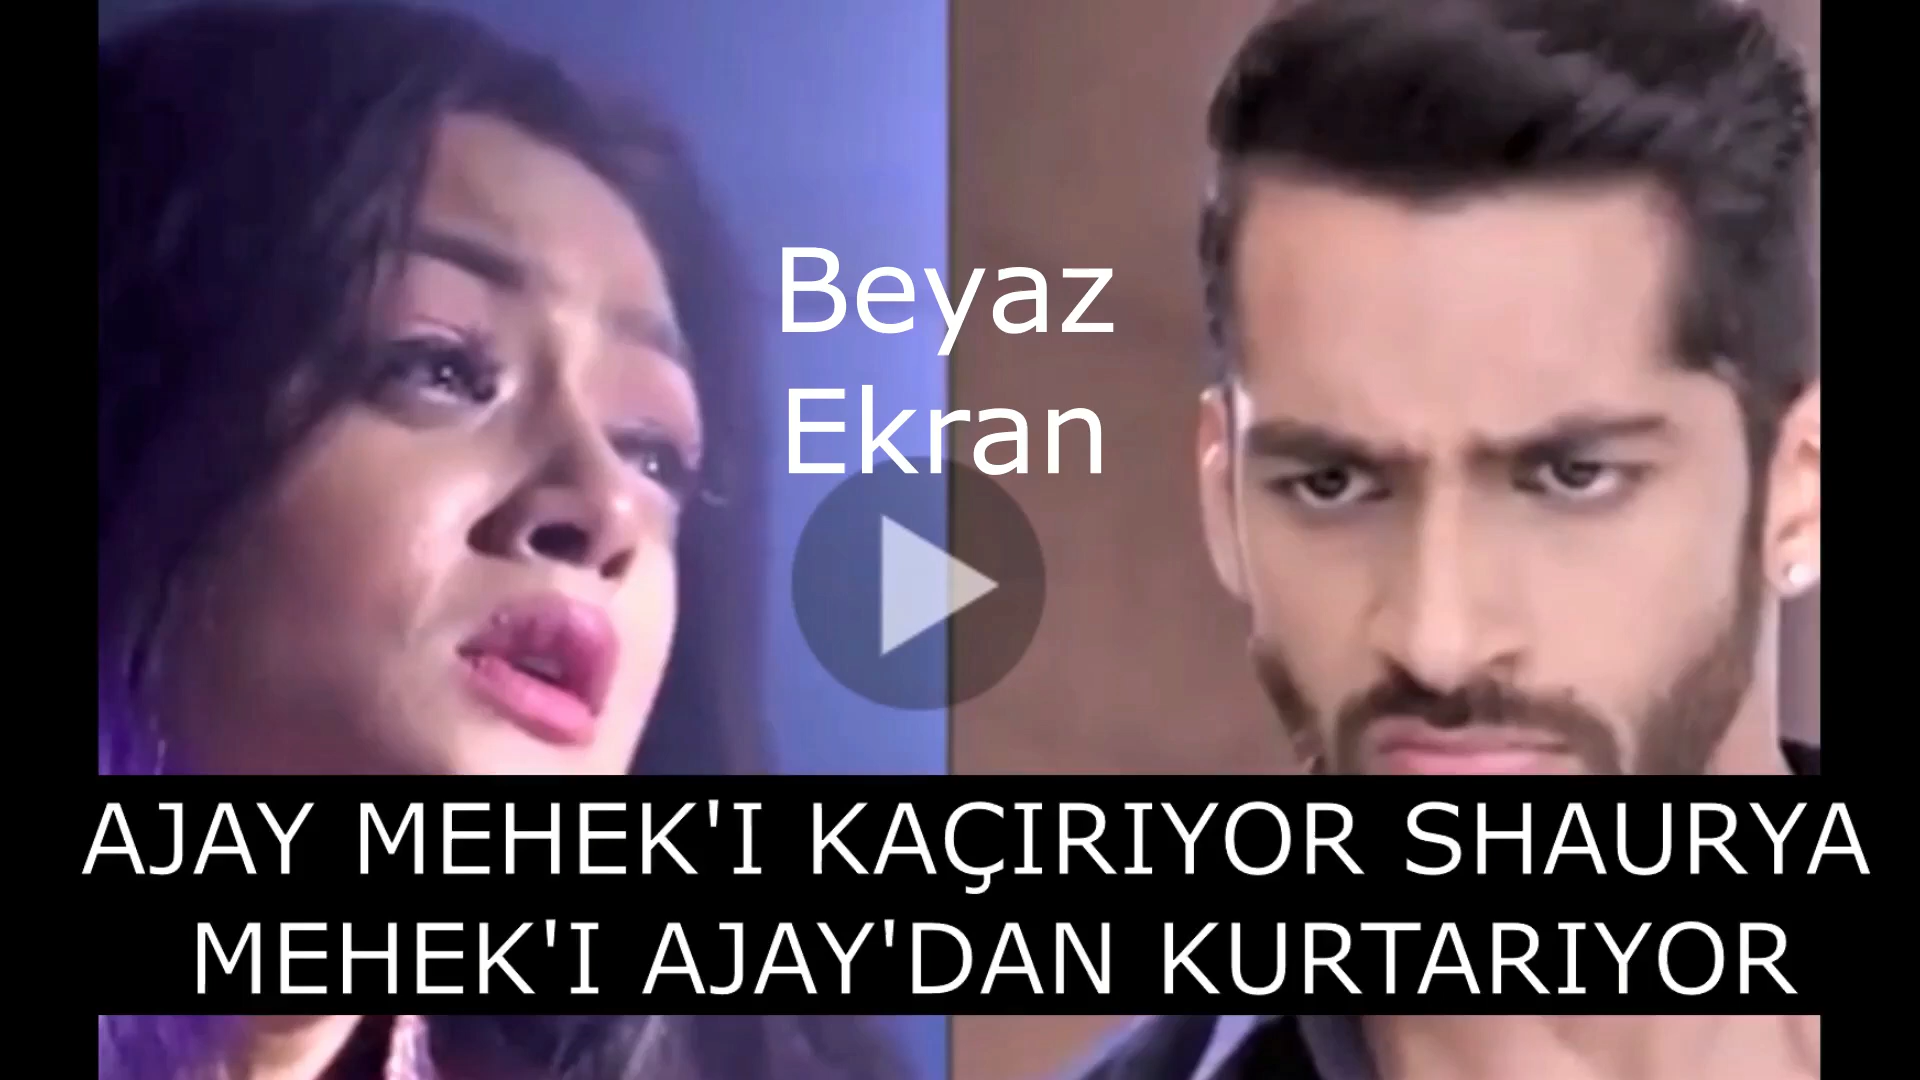 Beyaz
Ekran
AJAY MEHEK'I KAÇIRIYOR SHAURYA
MEHEK'I AJAY'DAN KURTARIYOR